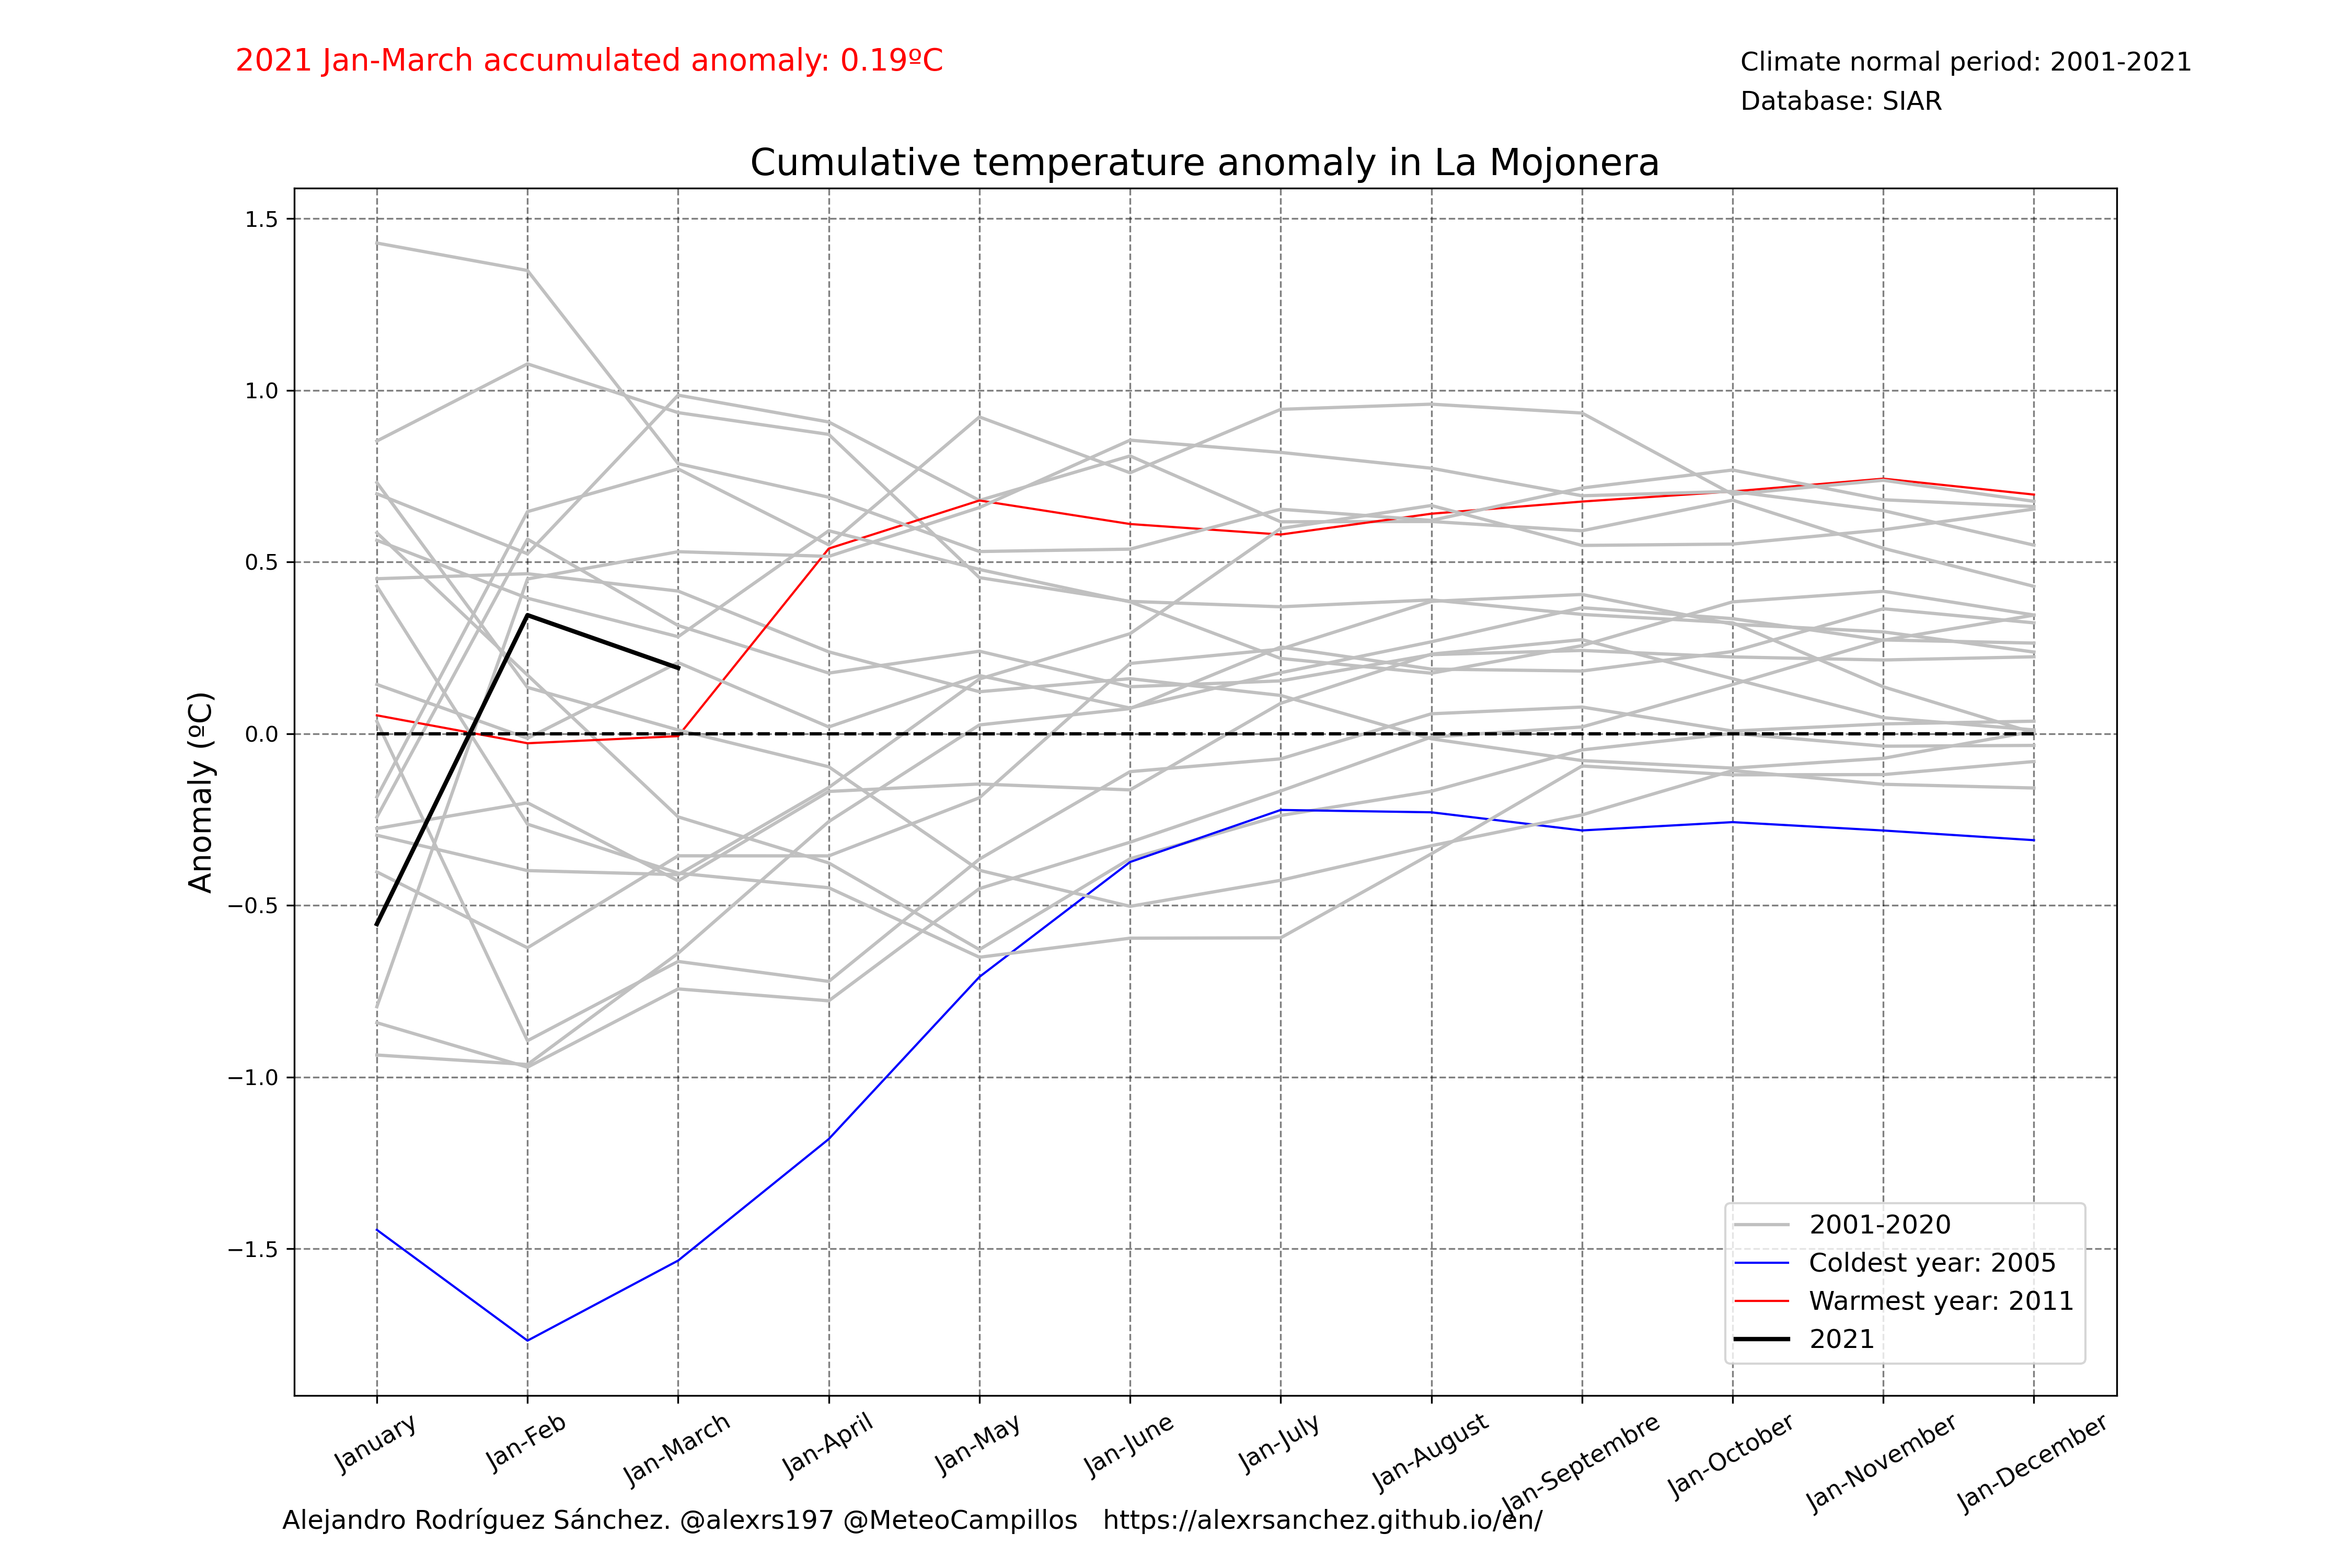 2021 Jan-March accumulated anomaly: 0.19ºC
Climate normal period: 2001-2021
Database: SIAR
Cumulative temperature anomaly in La Mojonera
Anomaly (ºC)
1.5
1.0
0.5
0.0
−0.5
−1.0
−1.5
2001-2020
Coldest year: 2005
Warmest year: 2011
2021
January
Jan-Feb
Jan-March
Jan-April
Jan-May
Jan-June
Jan-July
Jan-August
Jan-Septembre
Jan-October
Jan-November
Jan-December
Alejandro Rodríguez Sánchez. @alexrs197 @MeteoCampillos   https://alexrsanchez.github.io/en/